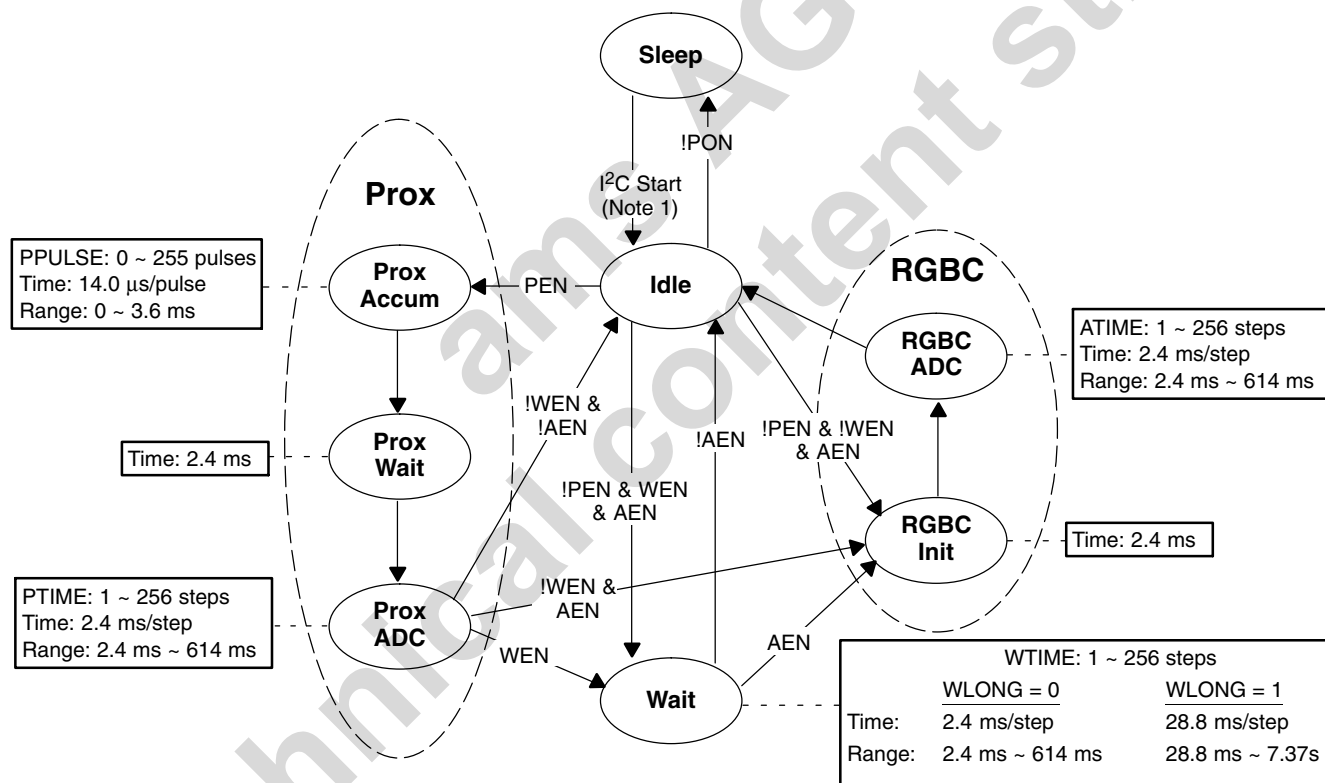 Sleep
!PON
I²C Start
(Note 1)
Prox
PPULSE: 0 ~ 255 pulses
Time: 14.0 μs/pulse
Range: 0 ~ 3.6 ms
Prox
Accum
PEN
Idle
RGBC
RGBC
ADC
ATIME: 1 ~ 256 steps
Time: 2.4 ms/step
Range: 2.4 ms ~ 614 ms
!WEN &
!AEN
!AEN
!PEN & !WEN
& AEN
Time: 2.4 ms
Prox
Wait
!PEN & WEN
& AEN
RGBC
Init
Time: 2.4 ms
PTIME: 1 ~ 256 steps
Time: 2.4 ms/step
Range: 2.4 ms ~ 614 ms
Prox
ADC
!WEN &
AEN
WEN
AEN
Wait
WTIME: 1 ~ 256 steps
WLONG = 0 WLONG = 1
Time: 2.4 ms/step 28.8 ms/step
Range: 2.4 ms ~ 614 ms 28.8 ms ~ 7.37s
ams AG
hnical content st